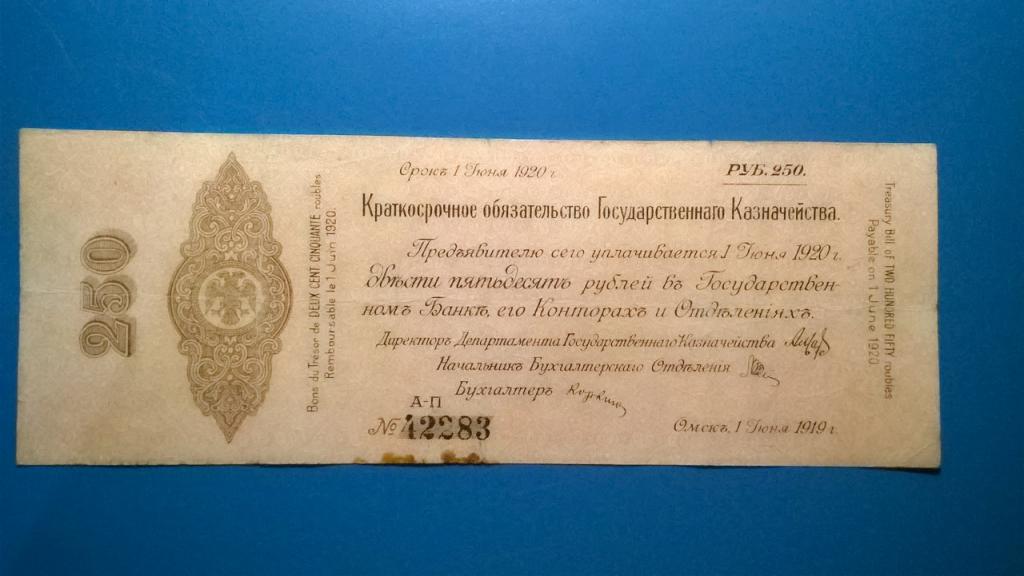 250
Bons du Trésor de DEUX CENT CINQUANTE roubles
Remboursable le 1 Juin 1920.
Срокъ 1 Іюня 1920 г.
РУБ. 250.
Краткосрочное обязательство Государственнаго Казначейства.
Предъявителю сего уплачивается 1 Іюня 1920 г.
двѣсти пятьдесятъ рублей въ Государствен-
номъ Банкѣ, его Конторахъ и Отдѣленіяхъ.
Директоръ Департамента Государственнаго Казначейства
Начальникъ Бухгалтерскаго Отдѣленія
Бухгалтеръ
А-П
№ 42283
Омскъ, 1 Іюня 1919 г.
Treasury Bill of TWO HUNDRED FIFTY roubles
Payable on 1 June 1920.